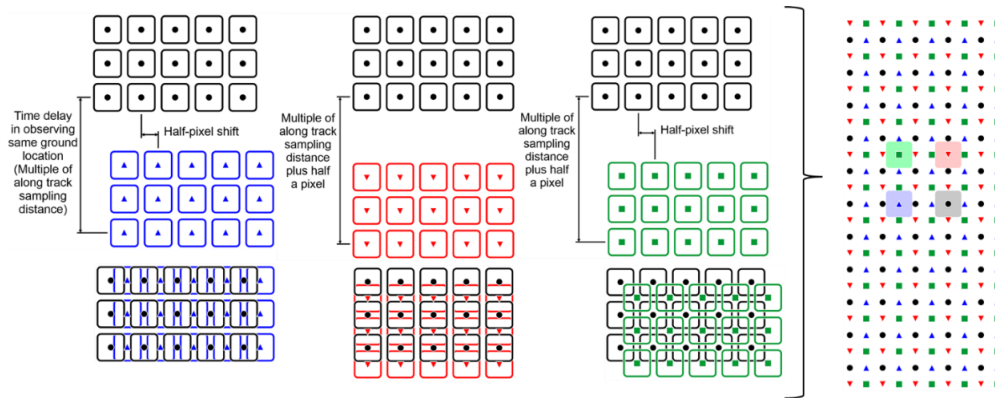 Time delay
in observing
same ground
location
(Multiple of
along track
sampling
distance)
Half-pixel shift
Multiple of
along track
sampling
distance
plus half
a pixel
Multiple of
along track
sampling
distance
plus half
a pixel
Half-pixel shift